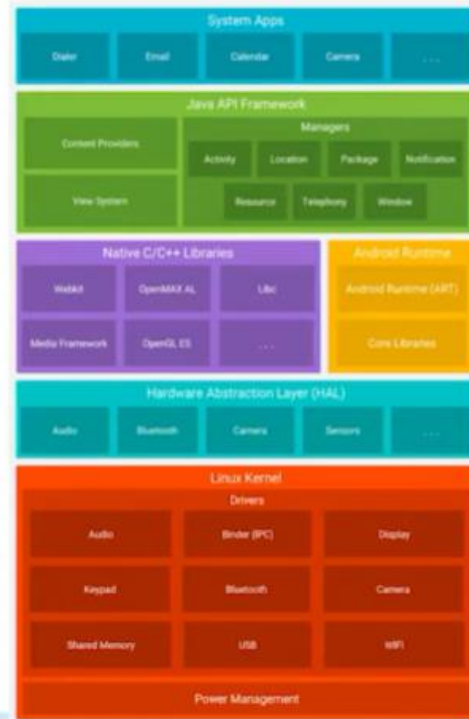 System Apps
Dialer Email Calendar Camera . . .
Java API Framework
Content Providers
Managers
Activity Location Package Notification
View System
Resource Telephony Window
Native C/C++ Libraries
Webkit OpenMAX AL Libc
Media Framework OpenGL ES . . .
Android Runtime
Android Runtime (ART)
Core Libraries
Hardware Abstraction Layer (HAL)
Audio Bluetooth Camera Sensors . . .
Linux Kernel
Drivers
Audio Binder (IPC) Display
Keypad Bluetooth Camera
Shared Memory USB WIFI
Power Management